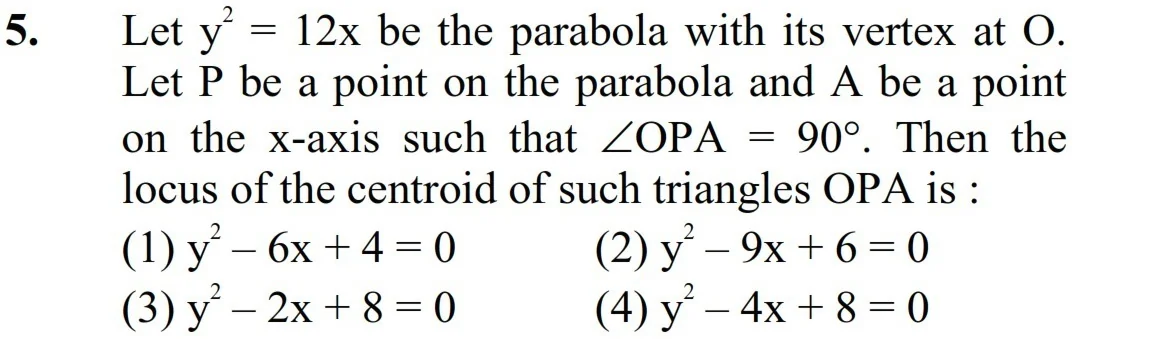 5. Let y² = 12x be the parabola with its vertex at O.
Let P be a point on the parabola and A be a point
on the x-axis such that ∠OPA = 90°. Then the
locus of the centroid of such triangles OPA is :
(1) y² – 6x + 4 = 0 (2) y² – 9x + 6 = 0
(3) y² – 2x + 8 = 0 (4) y² – 4x + 8 = 0